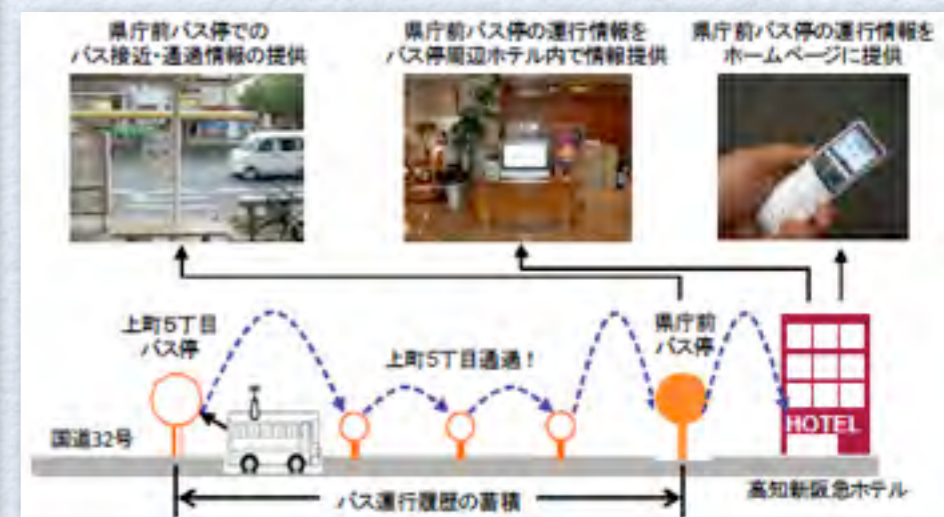 県庁前バス停での
バス接近・通過情報の提供
県庁前バス停の運行情報を
バス停周辺ホテル内で情報提供
県庁前バス停の運行情報を
ホームページに提供
上町5丁目
バス停
上町5丁目通過！
県庁前
バス停
国道32号
HOTEL
バス運行履歴の蓄積
高知新阪急ホテル